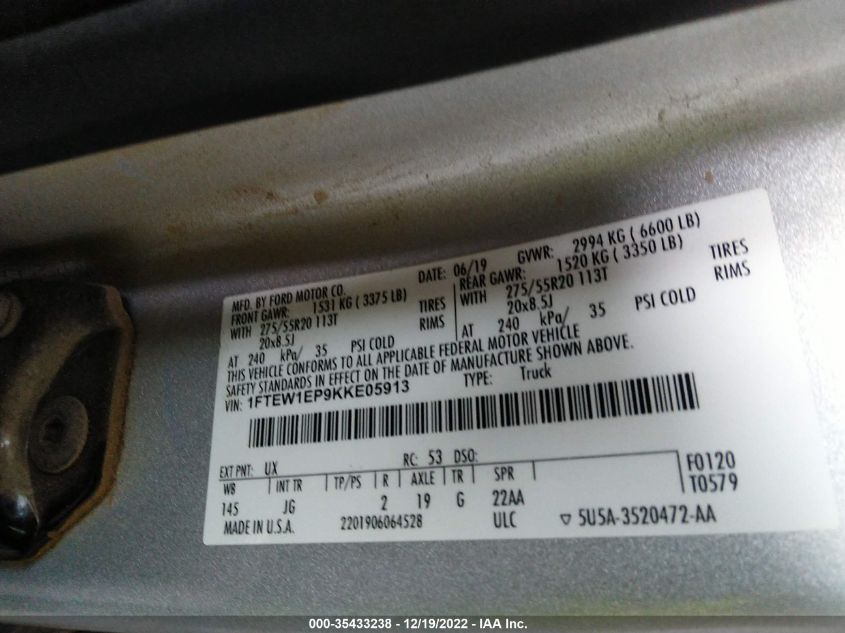 MFD. BY FORD MOTOR CO. DATE: 06/19 GVWR: 2994 KG ( 6600 LB)
FRONT GAWR: 1531 KG ( 3375 LB) REAR GAWR: 1520 KG ( 3350 LB)
WITH 275/55R20 113T TIRES WITH 275/55R20 113T TIRES
20x8.5J RIMS 20x8.5J RIMS
AT 240 kPa/ 35 PSI COLD AT 240 kPa/ 35 PSI COLD
THIS VEHICLE CONFORMS TO ALL APPLICABLE FEDERAL MOTOR VEHICLE
SAFETY STANDARDS IN EFFECT ON THE DATE OF MANUFACTURE SHOWN ABOVE.
VIN: 1FTEW1EP9KKE05913 TYPE: Truck
EXT PNT: UX RC: 53 DSO:
WB INT TR TP/PS R AXLE TR SPR F0120
145 JG 2 19 G 22AA T0579
MADE IN U.S.A. 2201906064528 ULC ▽ 5U5A-3520472-AA
000-35433238 - 12/19/2022 - IAA Inc.